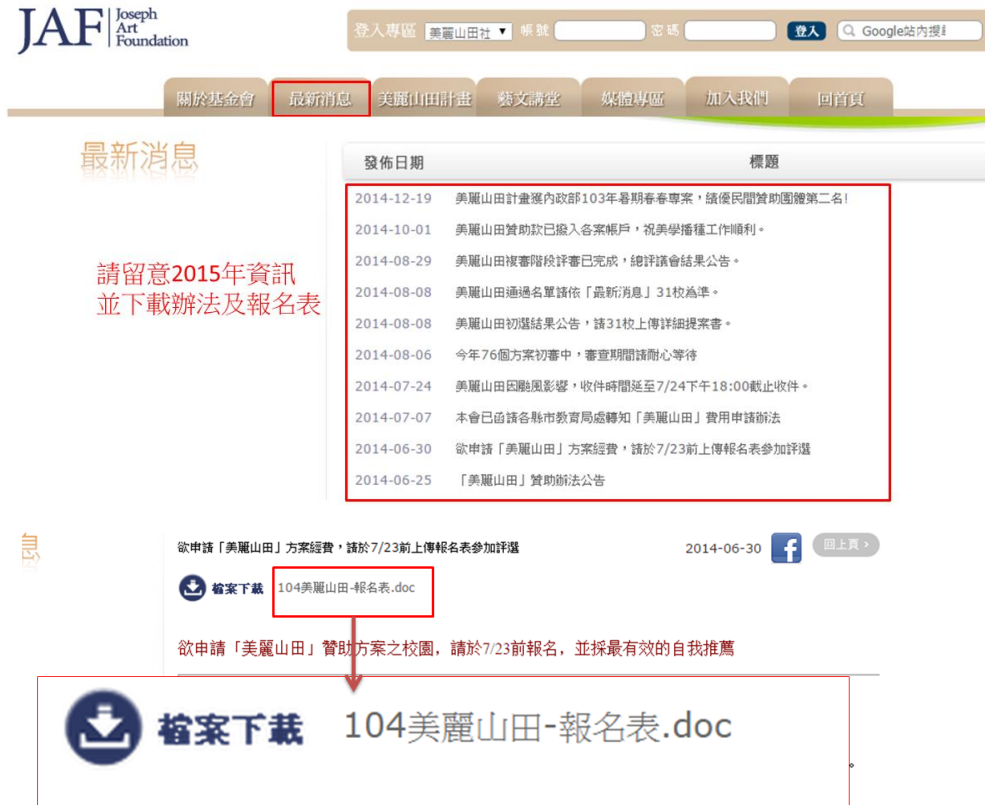 JAF Joseph
Art
Foundation
登入專區 美麗山田社 ▼ 帳號 密碼 登入 Google站內搜尋
關於基金會 最新消息 美麗山田計畫 藝文講堂 媒體專區 加入我們 回首頁
最新消息
發佈日期 標題
2014-12-19 美麗山田計畫獲內政部103年暑期春春專案,績優民間贊助團體第二名!
2014-10-01 美麗山田贊助款已撥入各案帳戶,祝美學播種工作順利。
2014-08-29 美麗山田複審階段評審已完成,總評議會結果公告。
2014-08-08 美麗山田通過名單請依「最新消息」31校為準。
2014-08-08 美麗山田初選結果公告,請31校上傳詳細提案書。
2014-08-06 今年76個方案初審中,審查期間請耐心等待
2014-07-24 美麗山田因颱風影響,收件時間延至7/24下午18:00截止收件。
2014-07-07 本會已函請各縣市教育局處轉知「美麗山田」費用申請辦法
2014-06-30 欲申請「美麗山田」方案經費,請於7/23前上傳報名表參加評選
2014-06-25 「美麗山田」贊助辦法公告
請留意2015年資訊
並下載辦法及報名表
息
欲申請「美麗山田」方案經費,請於7/23前上傳報名表參加評選 2014-06-30 回上頁 ›
檔案下載 104美麗山田-報名表.doc
欲申請「美麗山田」贊助方案之校園,請於7/23前報名,並採最有效的自我推薦
檔案下載 104美麗山田-報名表.doc
。